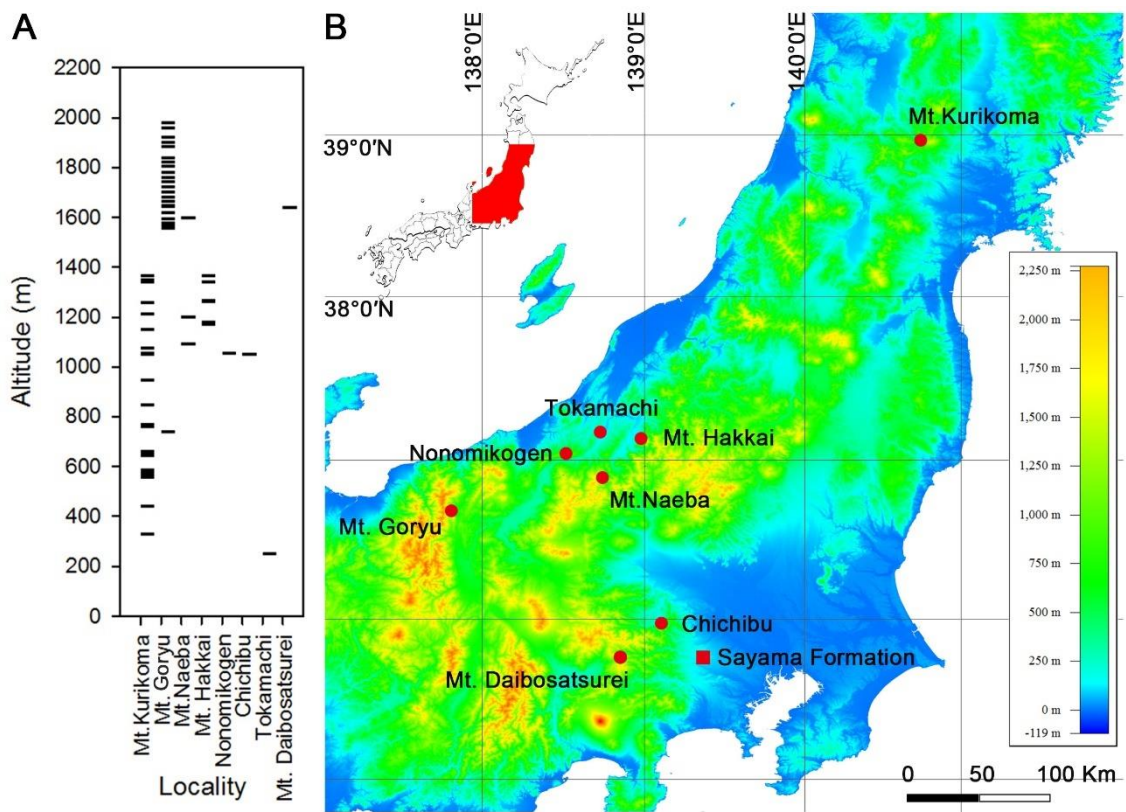 A
2200
2000
1800
1600
1400
1200
1000
800
600
400
200
0
Altitude (m)
Mt.Kurikoma
Mt. Goryu
Mt.Naeba
Mt. Hakkai
Nonomikogen
Chichibu
Tokamachi
Mt. Daibosatsurei
Locality
B
138°0′E
139°0′E
140°0′E
39°0′N
38°0′N
Mt.Kurikoma
Tokamachi
Mt. Hakkai
Nonomikogen
Mt.Naeba
Mt. Goryu
Chichibu
Sayama Formation
Mt. Daibosatsurei
2,250 m
2,000 m
1,750 m
1,500 m
1,250 m
1,000 m
750 m
500 m
250 m
0 m
-119 m
0 50 100 Km